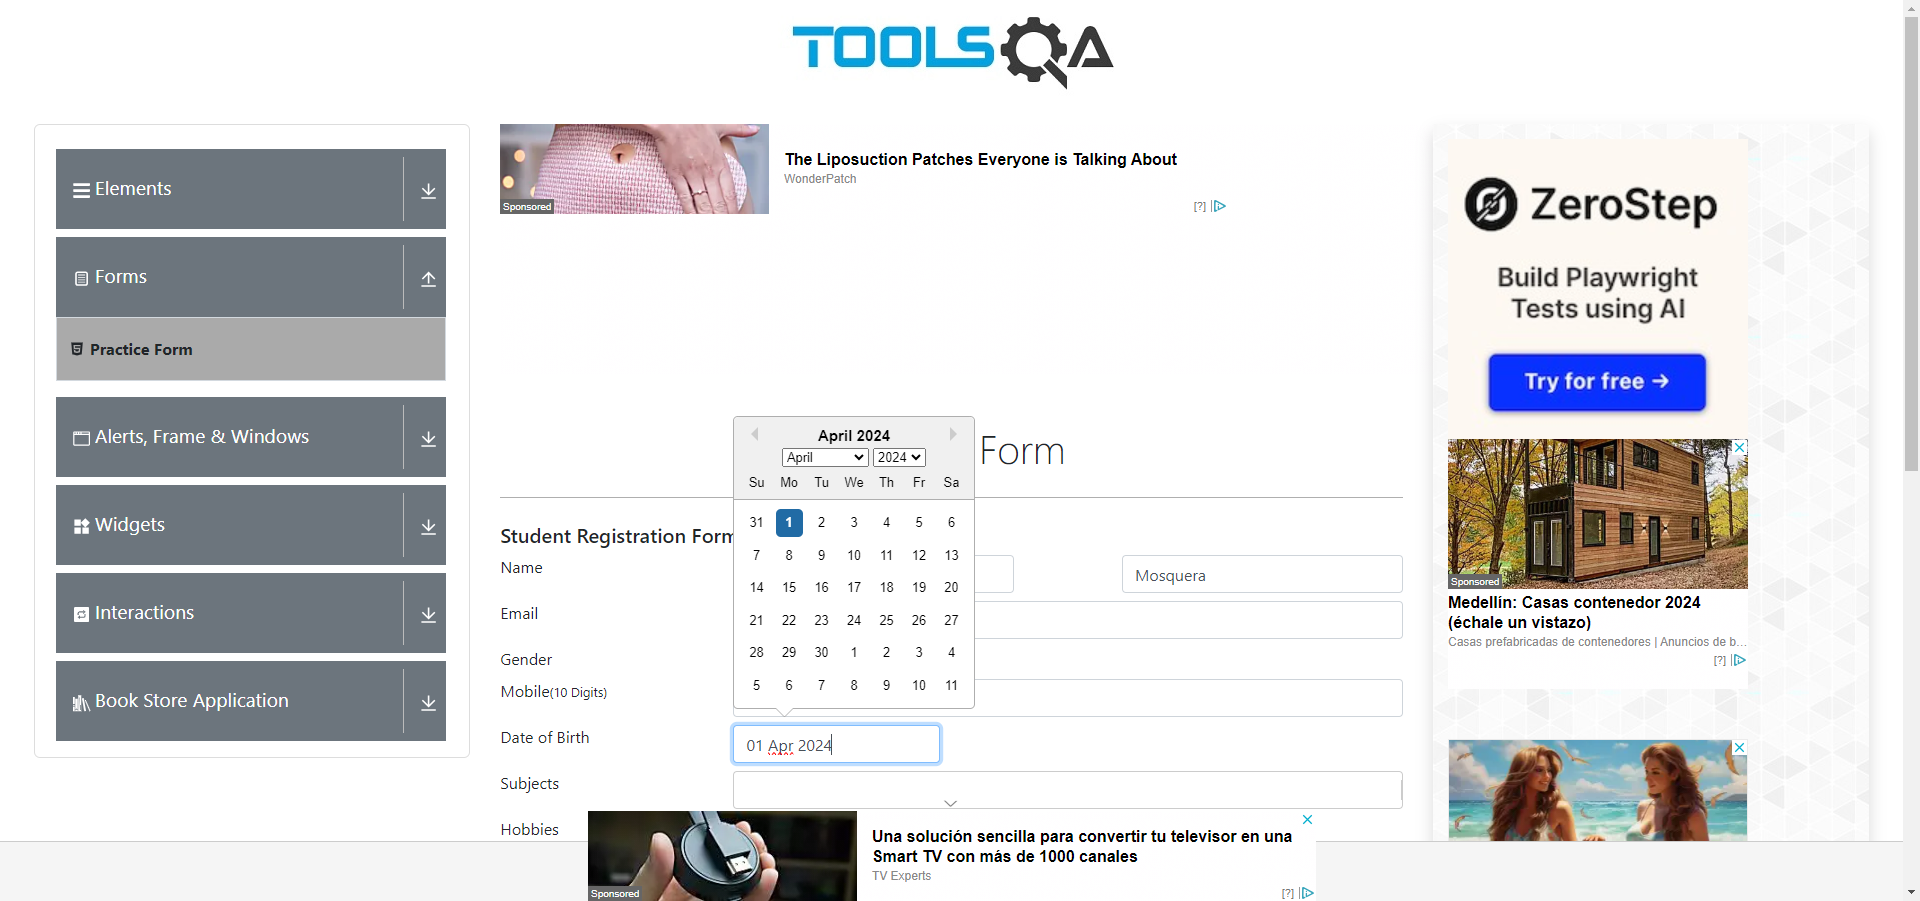 TOOLSQA
Elements
Forms
Practice Form
Alerts, Frame & Windows
Widgets
Interactions
Book Store Application
Sponsored
The Liposuction Patches Everyone is Talking About
WonderPatch
[?]
Form
Student Registration Form
Name
Mosquera
Email
Gender
Mobile(10 Digits)
Date of Birth
01 Apr 2024
Subjects
Hobbies
April 2024
April 2024
Su Mo Tu We Th Fr Sa
31 1 2 3 4 5 6
7 8 9 10 11 12 13
14 15 16 17 18 19 20
21 22 23 24 25 26 27
28 29 30 1 2 3 4
5 6 7 8 9 10 11
Sponsored
Una solución sencilla para convertir tu televisor en una
Smart TV con más de 1000 canales
TV Experts
[?]
ZeroStep
Build Playwright
Tests using AI
Try for free →
Sponsored
Medellín: Casas contenedor 2024
(échale un vistazo)
Casas prefabricadas de contenedores | Anuncios de b...
[?]